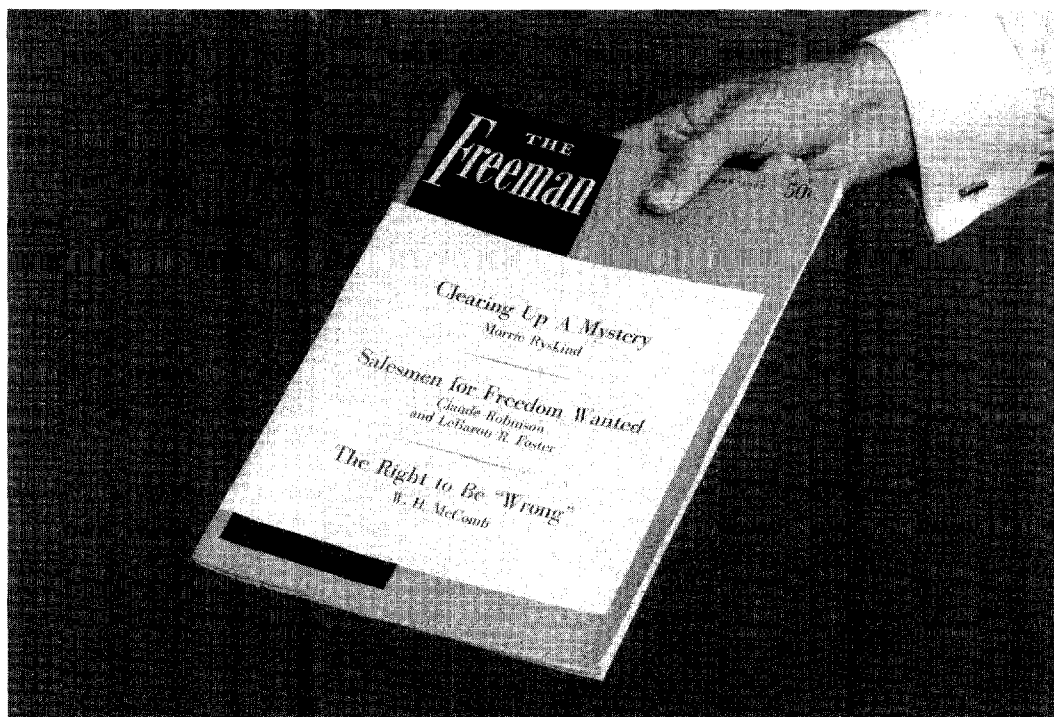 THE
Freeman
50¢
Clearing Up A Mystery
Morrie Ryskind
Salesmen for Freedom Wanted
Claude Robinson
and LeBaron R. Foster
The Right to Be "Wrong"
W. H. McComb